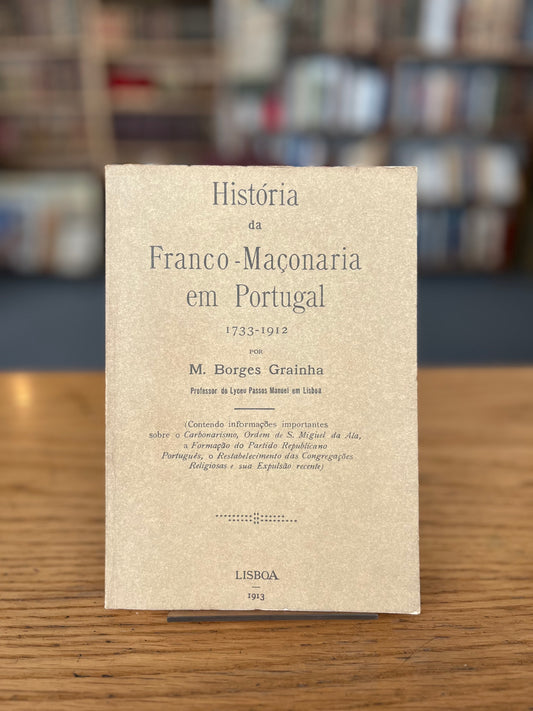 História
da
Franco-Maçonaria
em Portugal
1733-1912
POR
M. Borges Grainha
Professor do Lyceu Passos Manuel em Lisboa
(Contendo informações importantes
sobre o Carbonarismo, Ordem de S. Miguel da Ala,
a Formação do Partido Republicano
Português, o Restabelecimento das Congregações
Religiosas e sua Expulsão recente)
LISBOA
1913